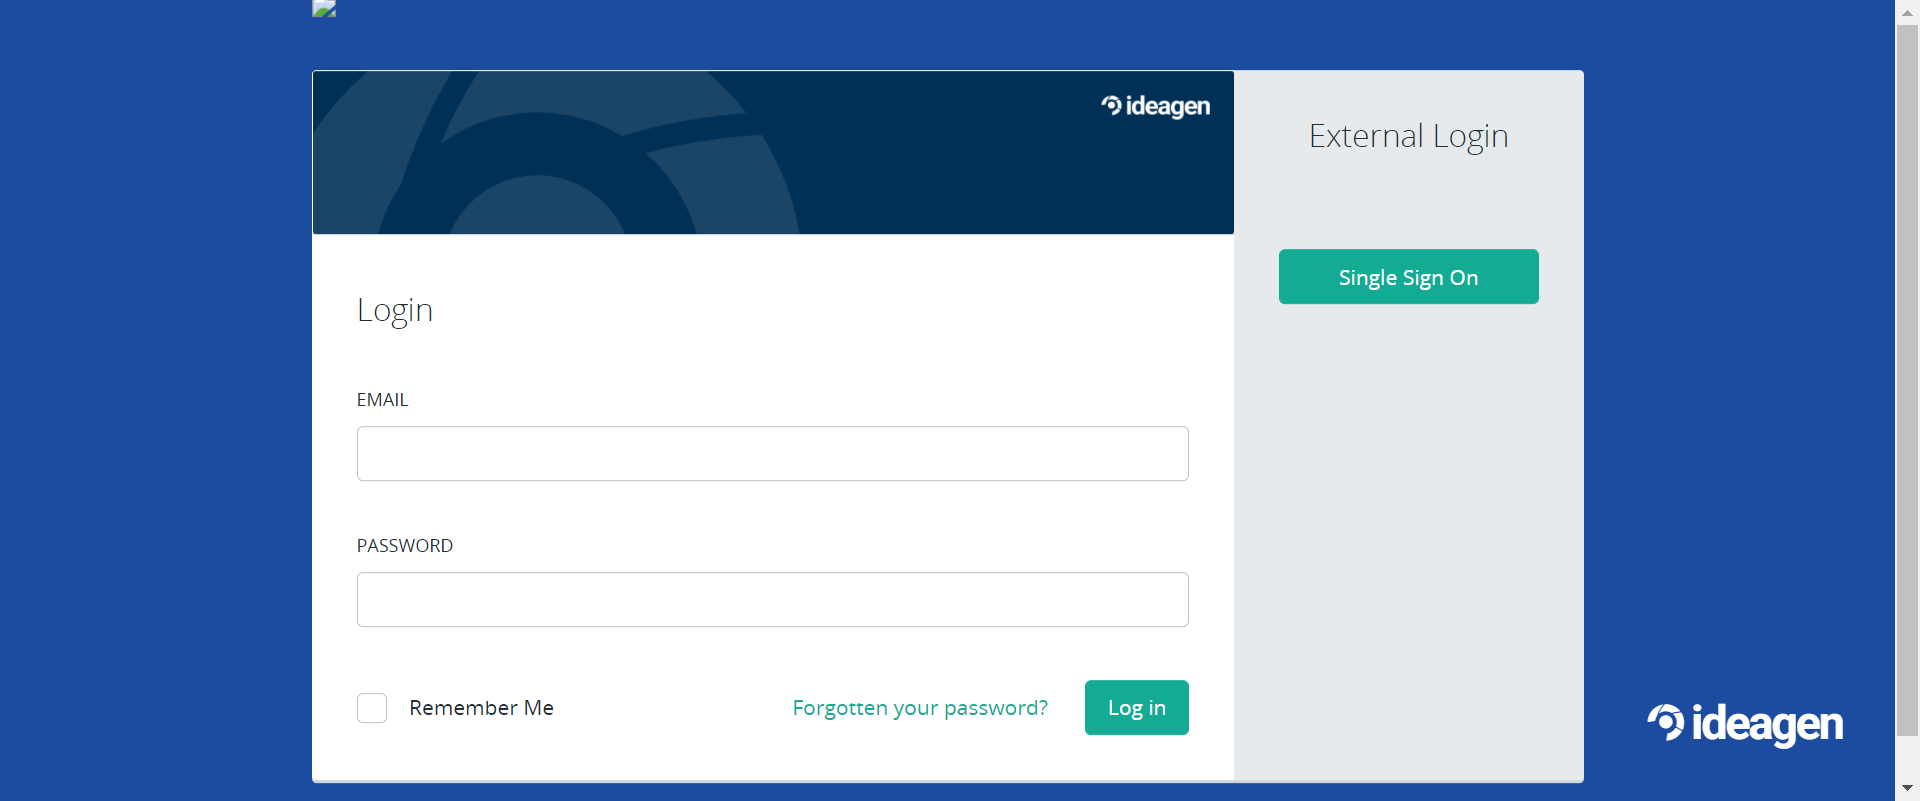 ideagen
External Login
Single Sign On
Login
EMAIL
PASSWORD
Remember Me
Forgotten your password?
Log in
ideagen